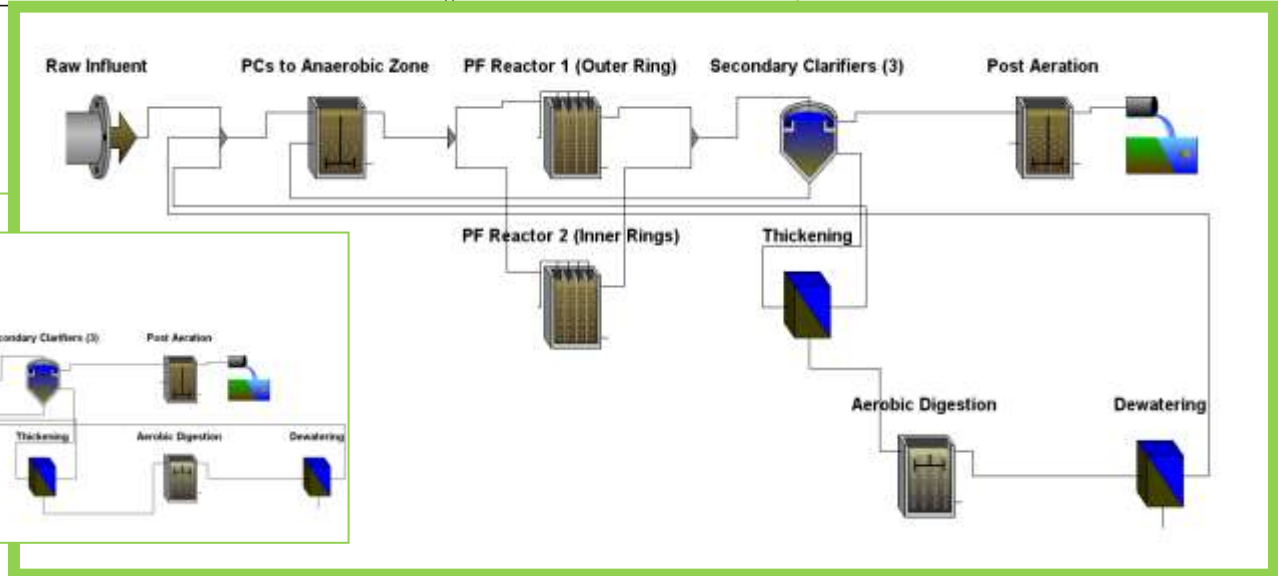 Raw Influent
PCs to Anaerobic Zone
PF Reactor 1 (Outer Ring)
Secondary Clarifiers (3)
Post Aeration
PF Reactor 2 (Inner Rings)
Thickening
Aerobic Digestion
Dewatering
condary Clarifiers (3)
Post Aeration
Thickening
Aerobic Digestion
Dewatering